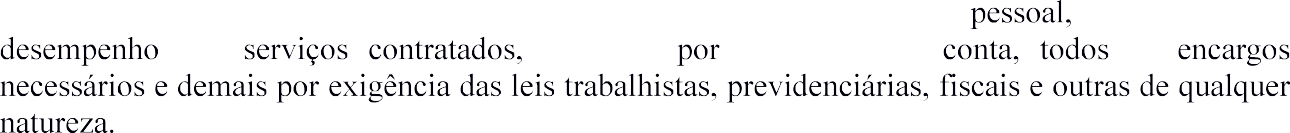 pessoal,
desempenho serviços contratados, por conta, todos encargos
necessários e demais por exigência das leis trabalhistas, previdenciárias, fiscais e outras de qualquer
natureza.